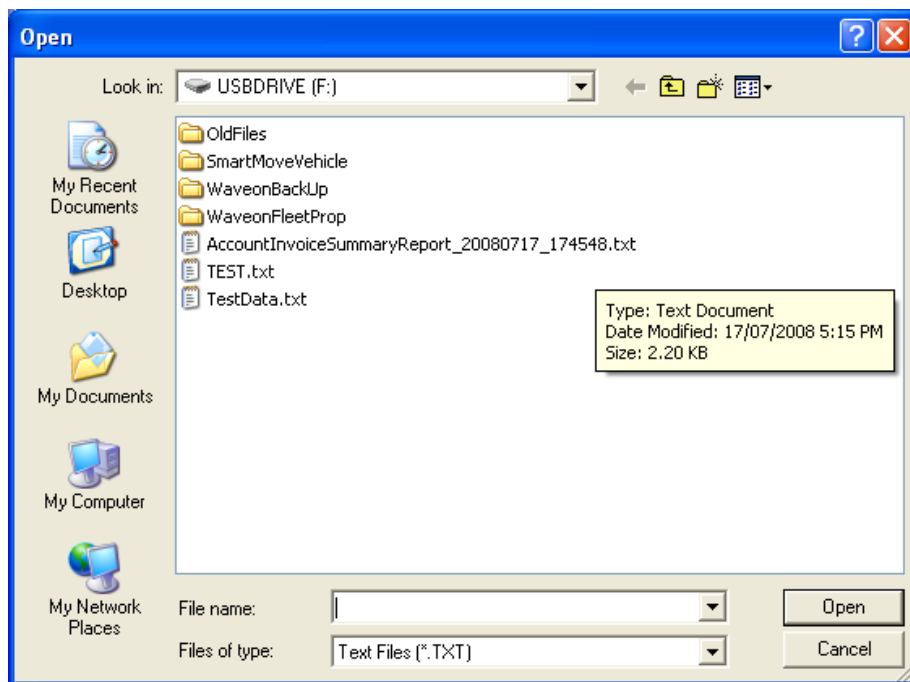 Open
Look in: USBDRIVE (F:)
My Recent
Documents
Desktop
My Documents
My Computer
My Network
Places
OldFiles
SmartMoveVehicle
WaveonBackUp
WaveonFleetProp
AccountInvoiceSummaryReport_20080717_174548.txt
TEST.txt
TestData.txt
Type: Text Document
Date Modified: 17/07/2008 5:15 PM
Size: 2.20 KB
File name:
Open
Files of type: Text Files (*.TXT)
Cancel